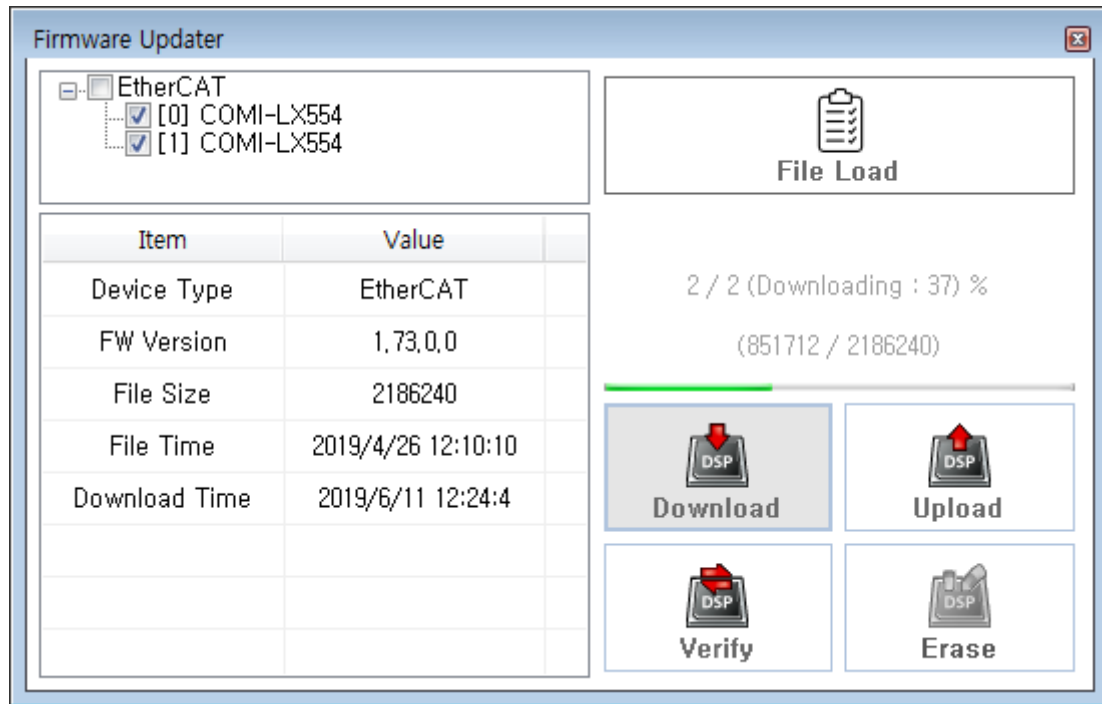 Firmware Updater
EtherCAT
[0] COMI-LX554
[1] COMI-LX554
File Load
Item Value
Device Type EtherCAT
FW Version 1,73,0,0
File Size 2186240
File Time 2019/4/26 12:10:10
Download Time 2019/6/11 12:24:4
2 / 2 (Downloading : 37) %
(851712 / 2186240)
DSP
Download
DSP
Upload
DSP
Verify
DSP
Erase